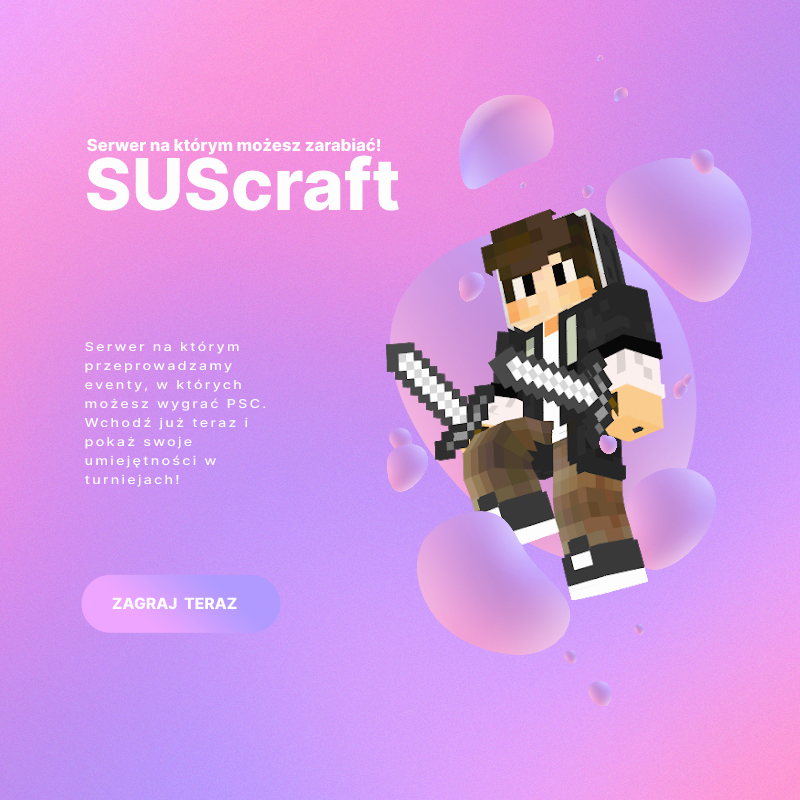 Serwer na którym możesz zarabiać!
SUScraft
Serwer na którym
przeprowadzamy
eventy, w których
możesz wygrać PSC.
Wchodź już teraz i
pokaż swoje
umiejętności w
turniejach!
ZAGRAJ TERAZ